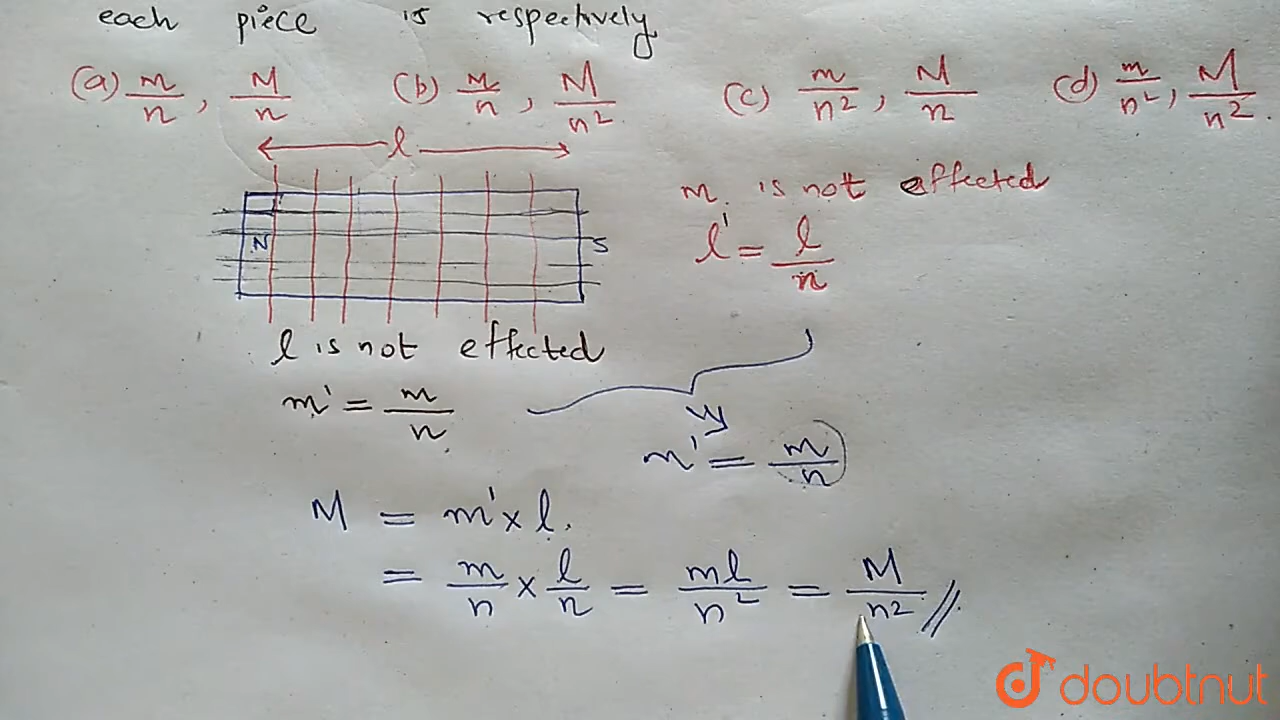 each piece is respectively
(a) m/n, M/n (b) m/n, M/n² (c) m/n², M/n (d) m/n², M/n².
l
m is not effected
N S
l' = l/n
l is not effected
m' = m/n
m' = m/n
M = m' × l.
= m/n × l/n = ml/n² = M/n² //
doubtnut